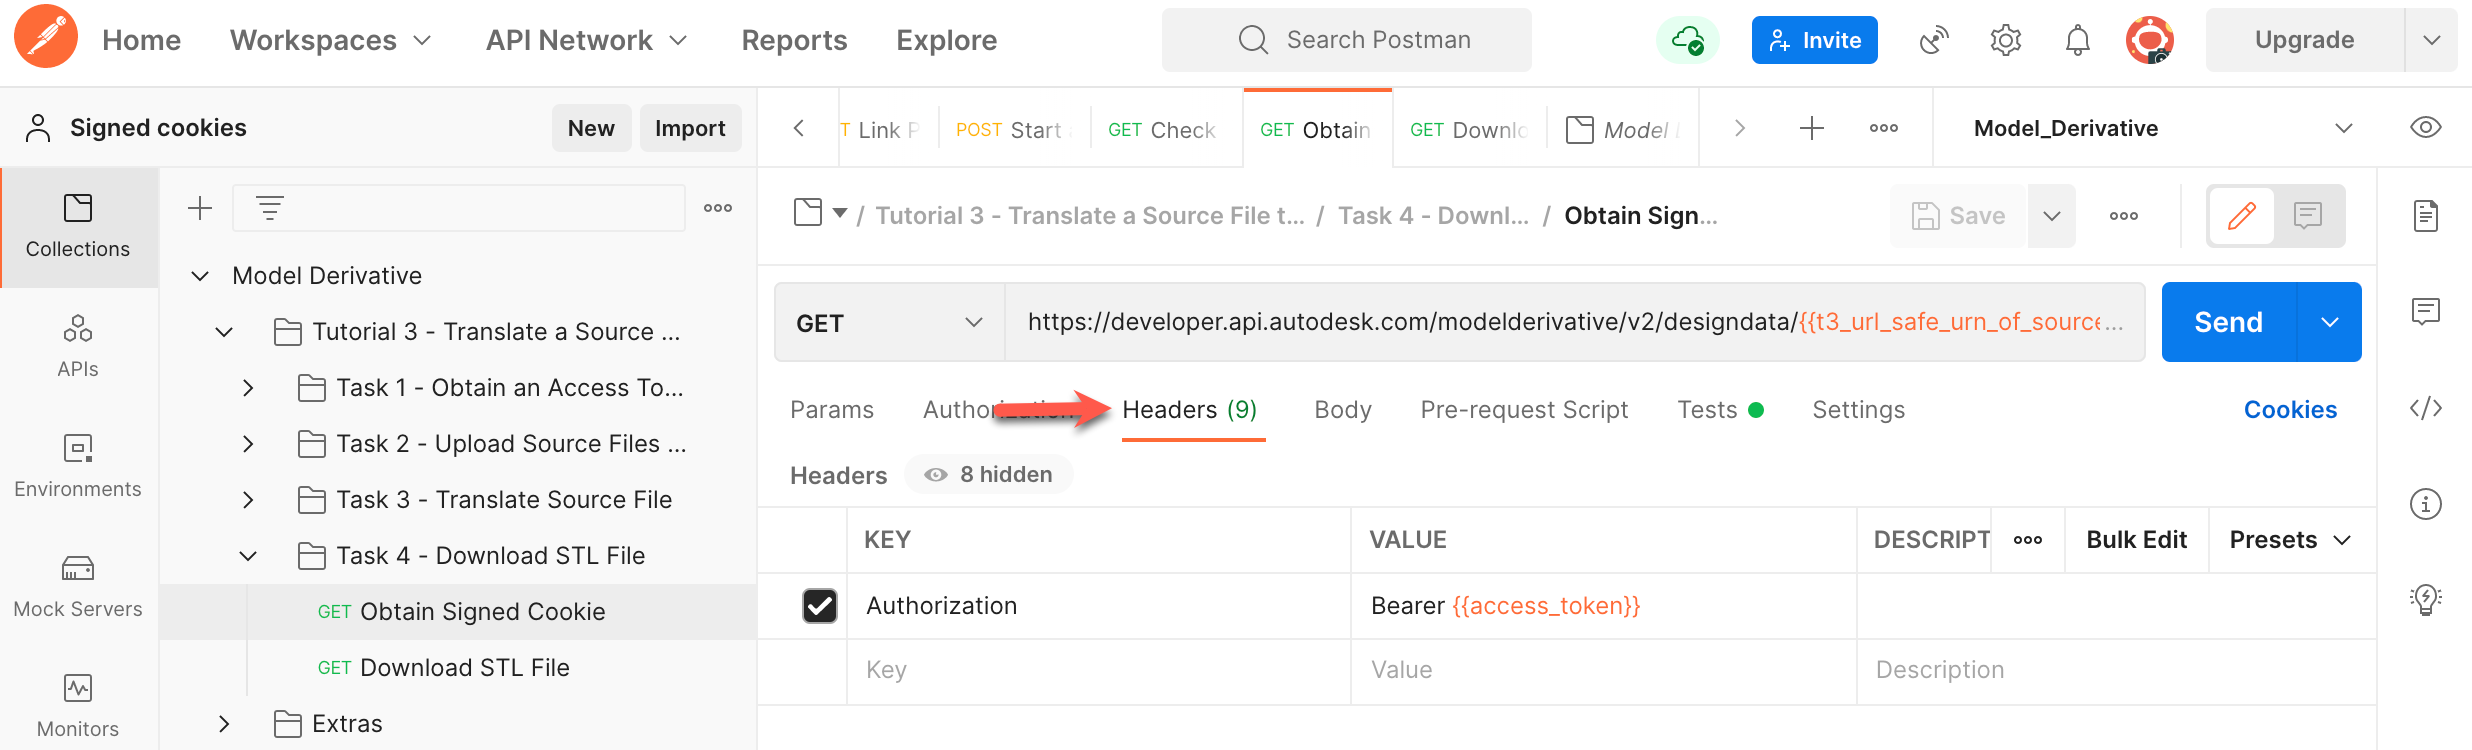 Home Workspaces API Network Reports Explore Search Postman Invite Upgrade
Signed cookies New Import
T Link P POST Start GET Check GET Obtain GET Downlo Model Model_Derivative
Collections
APIs
Environments
Mock Servers
Monitors
Model Derivative
Tutorial 3 - Translate a Source ...
Task 1 - Obtain an Access To...
Task 2 - Upload Source Files ...
Task 3 - Translate Source File
Task 4 - Download STL File
GET Obtain Signed Cookie
GET Download STL File
Extras
/ Tutorial 3 - Translate a Source File t... / Task 4 - Downl... / Obtain Sign... Save
GET https://developer.api.autodesk.com/modelderivative/v2/designdata/{{t3_url_safe_urn_of_source... Send
Params Authorization Headers (9) Body Pre-request Script Tests Settings Cookies
Headers 8 hidden
KEY VALUE DESCRIPT Bulk Edit Presets
Authorization Bearer {{access_token}}
Key Value Description